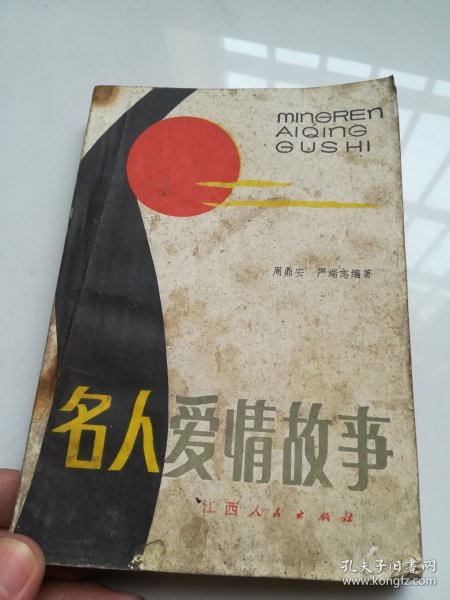 MINGREN
AIQING
GUSHI
周鼎安 严瑞志编著
名人爱情故事
江西人民出版社
孔夫子旧书网
www.kongfz.com